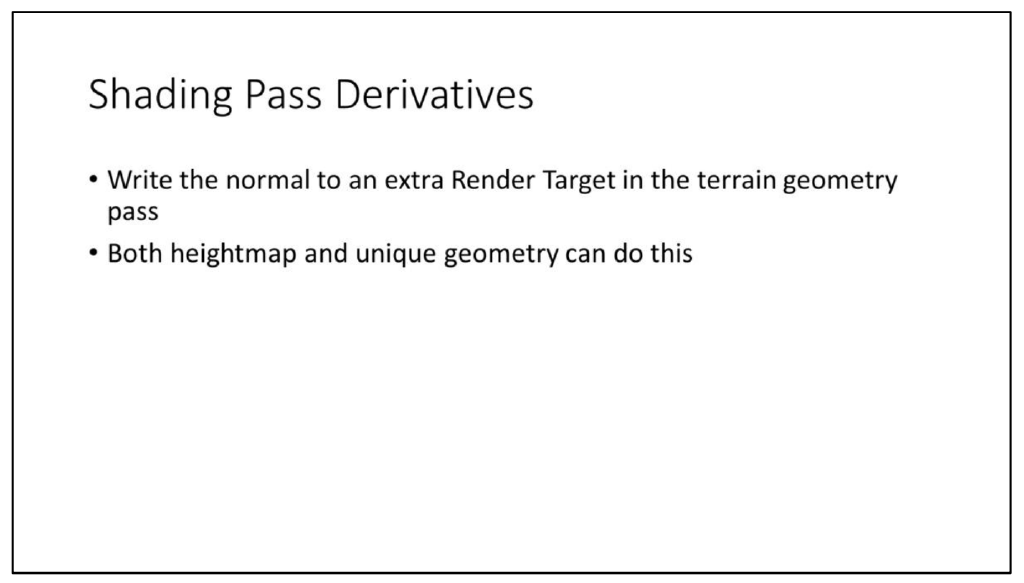 Shading Pass Derivatives
• Write the normal to an extra Render Target in the terrain geometry
pass
• Both heightmap and unique geometry can do this